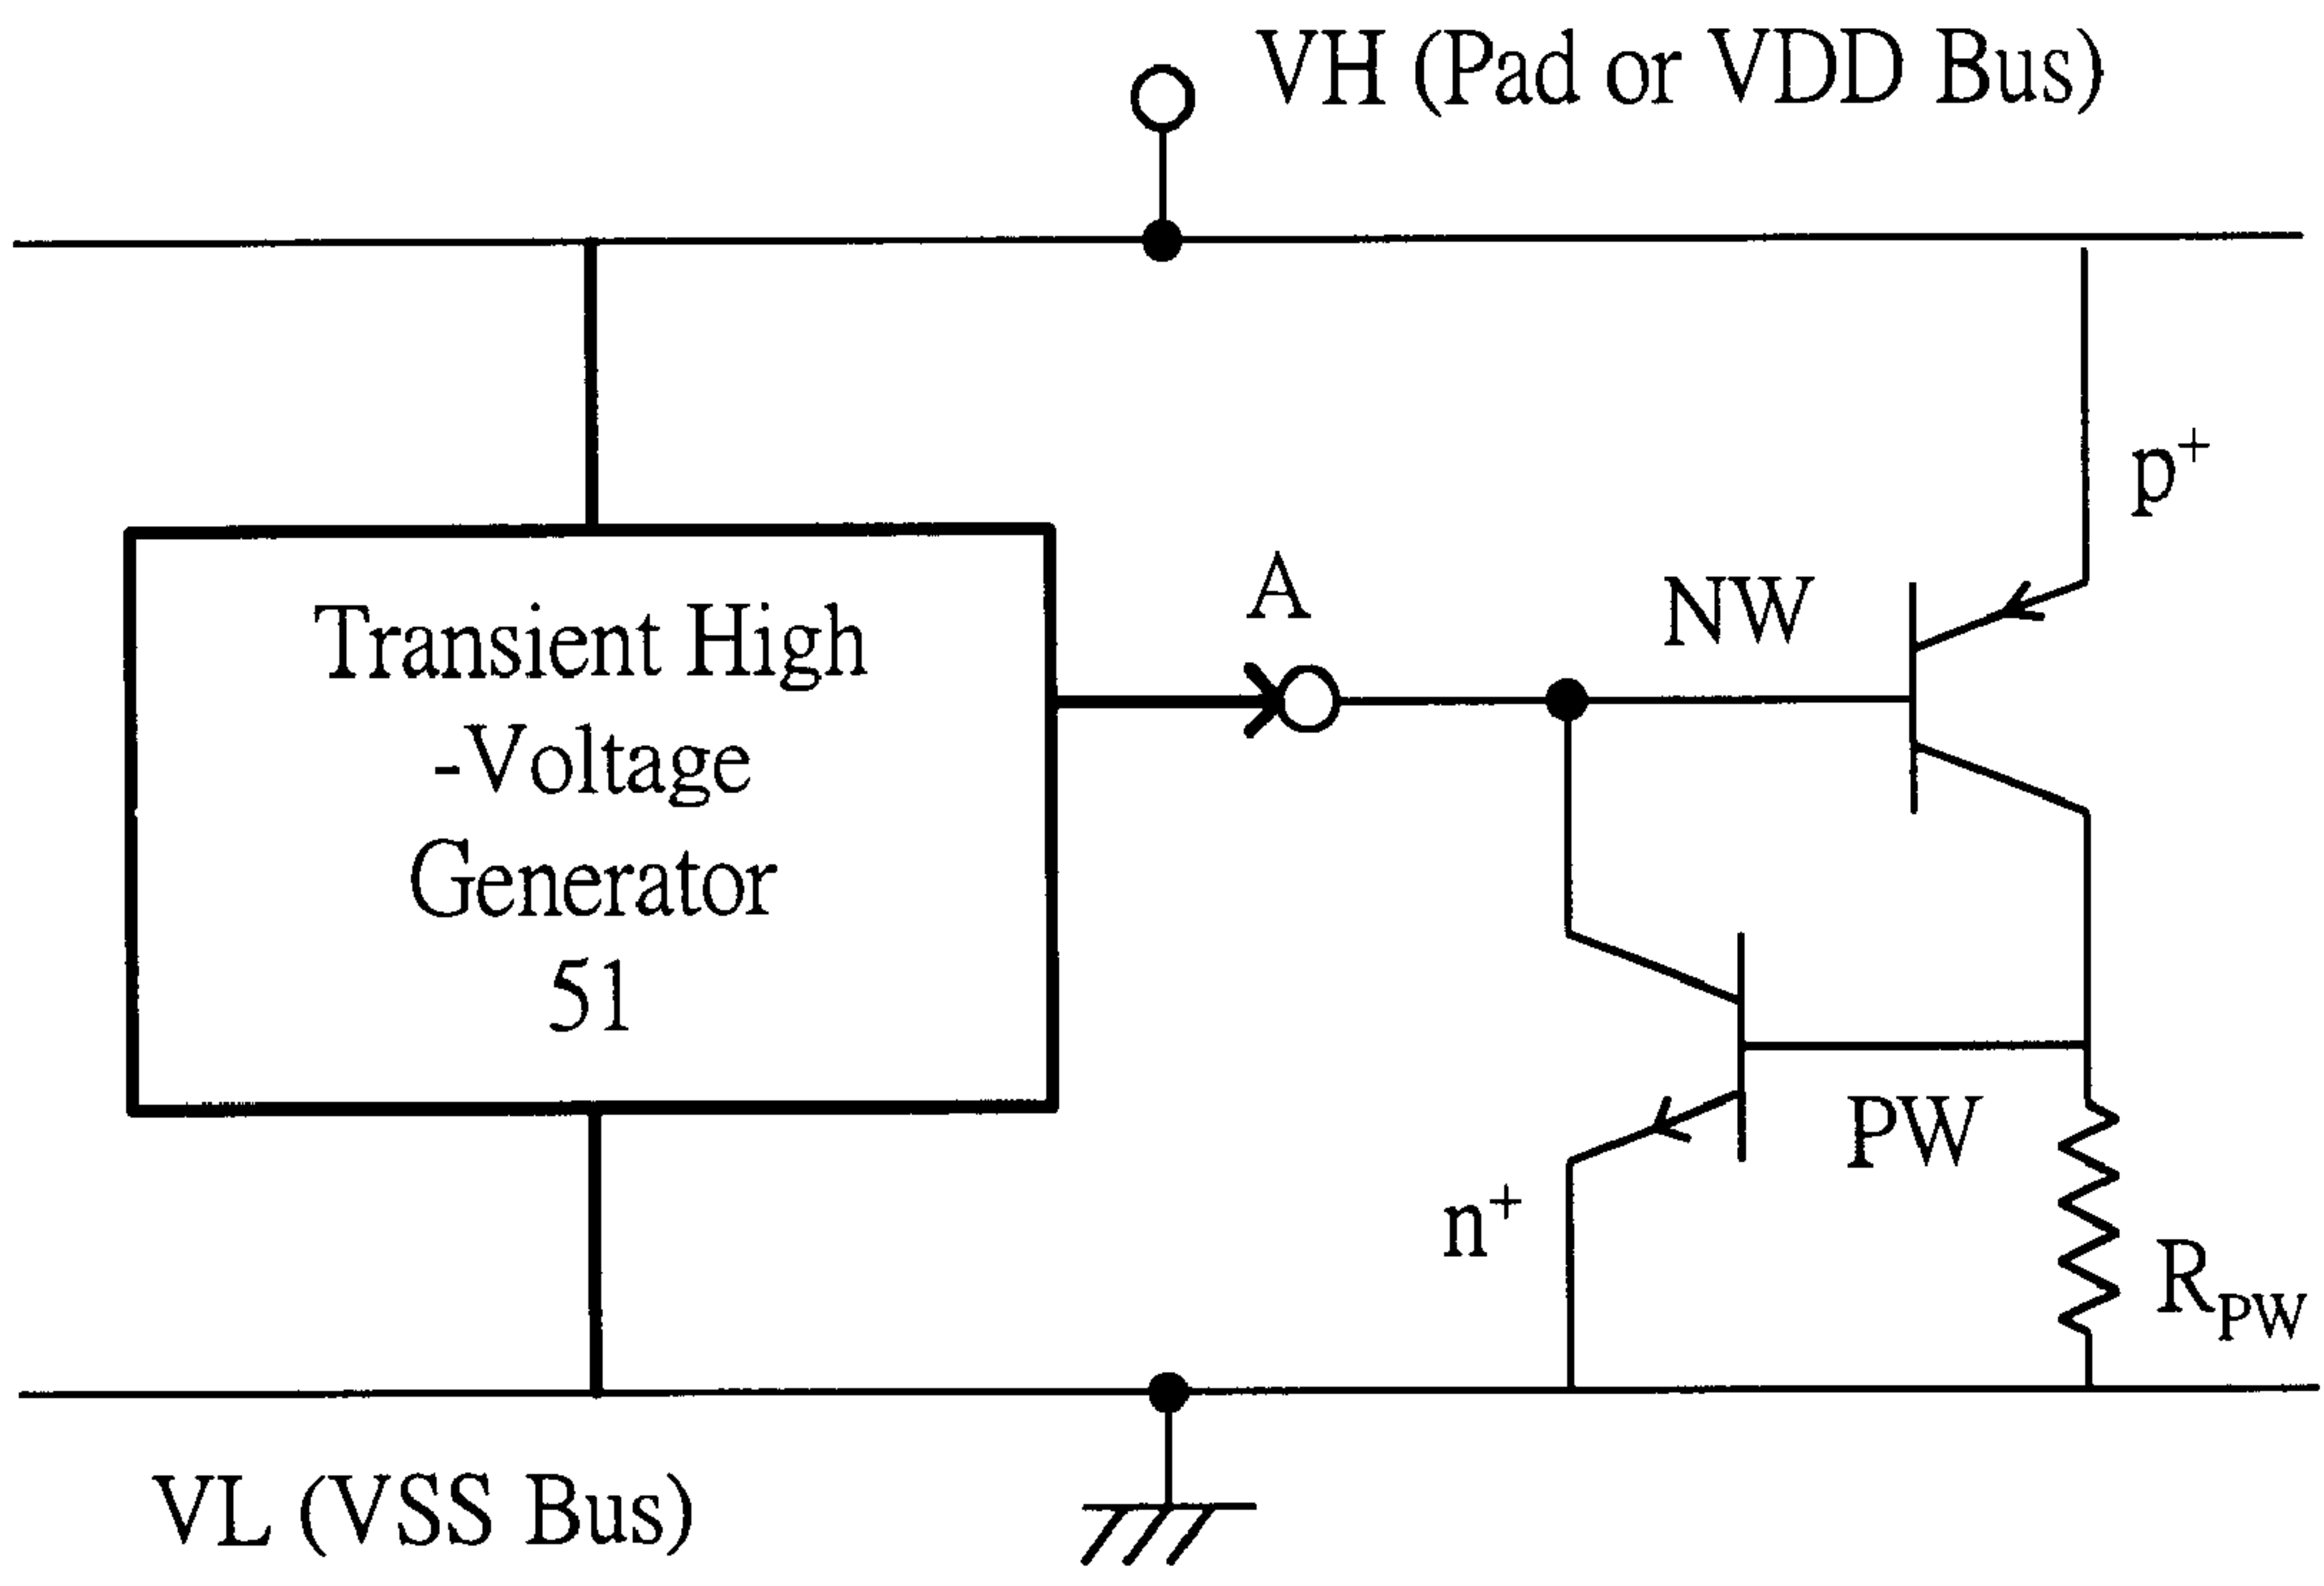 VH (Pad or VDD Bus)
p+
A
NW
Transient High
-Voltage
Generator
51
PW
n+
RPW
VL (VSS Bus)